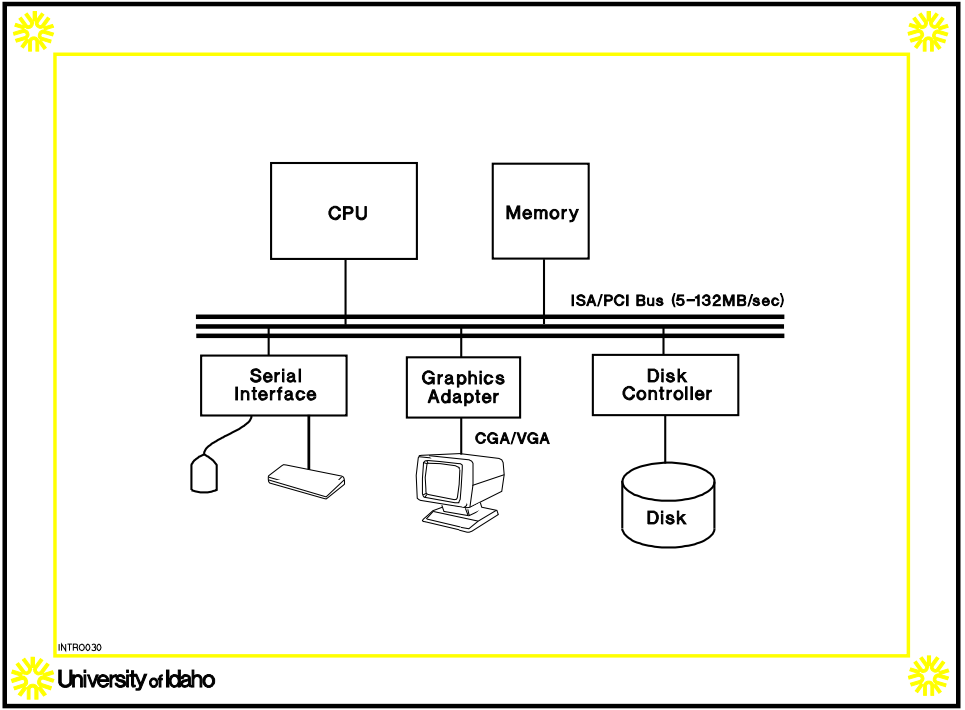 CPU
Memory
ISA/PCI Bus (5-132MB/sec)
Serial
Interface
Graphics
Adapter
Disk
Controller
CGA/VGA
Disk
INTRO030
University of Idaho